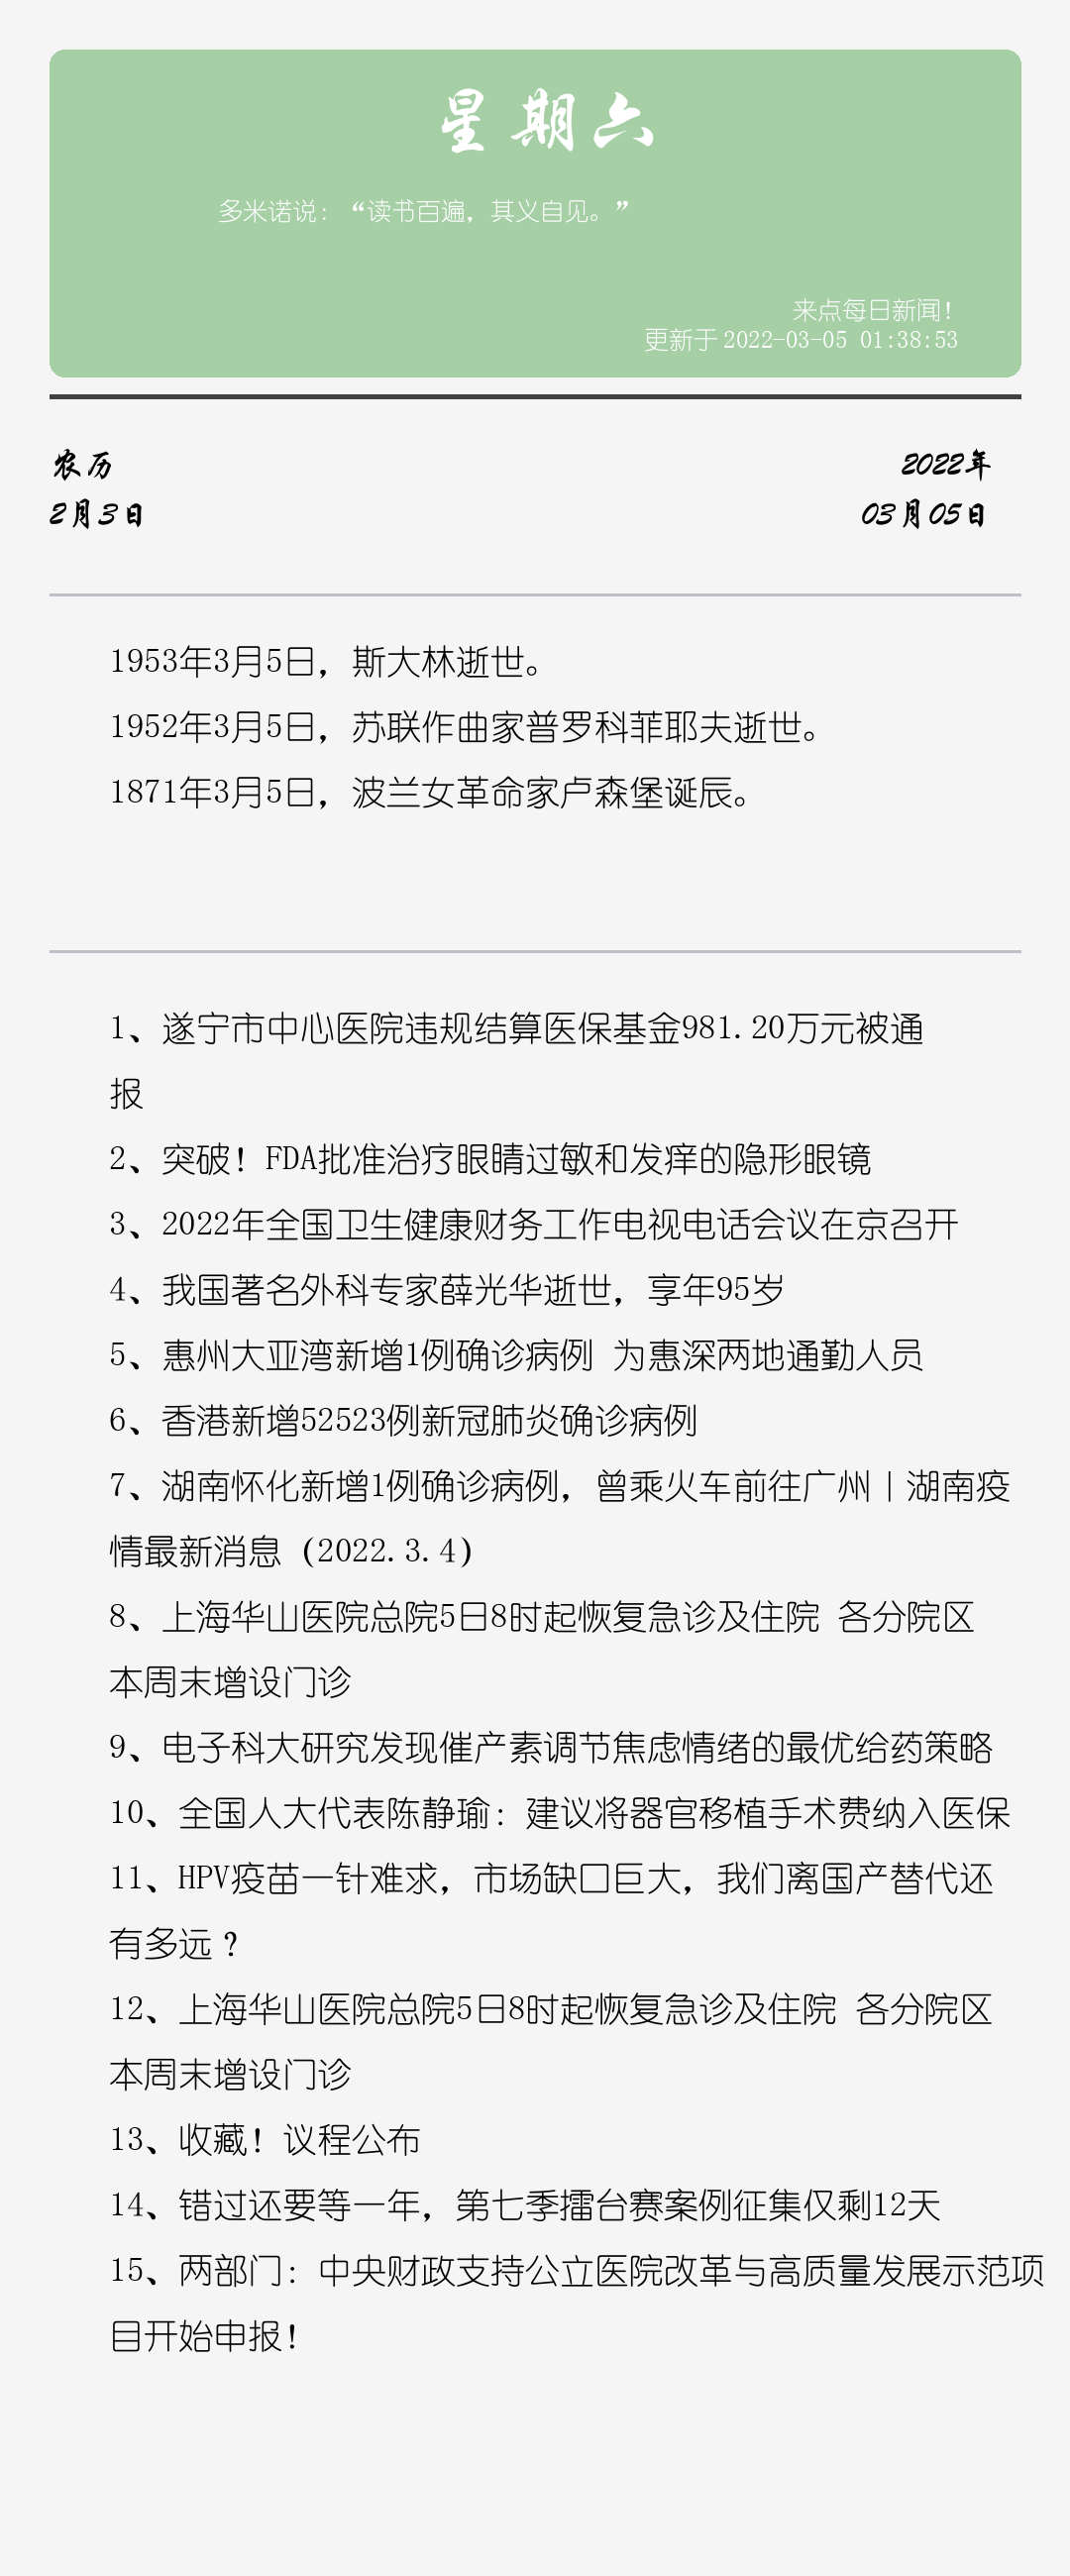 星期六
多米诺说：“读书百遍，其义自见。”
来点每日新闻！
更新于 2022-03-05 01:38:53
农历
2022年
2月3日
03月05日
1953年3月5日，斯大林逝世。
1952年3月5日，苏联作曲家普罗科菲耶夫逝世。
1871年3月5日，波兰女革命家卢森堡诞辰。
1、遂宁市中心医院违规结算医保基金981.20万元被通
报
2、突破！FDA批准治疗眼睛过敏和发痒的隐形眼镜
3、2022年全国卫生健康财务工作电视电话会议在京召开
4、我国著名外科专家薛光华逝世，享年95岁
5、惠州大亚湾新增1例确诊病例 为惠深两地通勤人员
6、香港新增52523例新冠肺炎确诊病例
7、湖南怀化新增1例确诊病例，曾乘火车前往广州丨湖南疫
情最新消息（2022.3.4）
8、上海华山医院总院5日8时起恢复急诊及住院 各分院区
本周末增设门诊
9、电子科大研究发现催产素调节焦虑情绪的最优给药策略
10、全国人大代表陈静瑜：建议将器官移植手术费纳入医保
11、HPV疫苗一针难求，市场缺口巨大，我们离国产替代还
有多远？
12、上海华山医院总院5日8时起恢复急诊及住院 各分院区
本周末增设门诊
13、收藏！议程公布
14、错过还要等一年，第七季擂台赛案例征集仅剩12天
15、两部门：中央财政支持公立医院改革与高质量发展示范项
目开始申报！